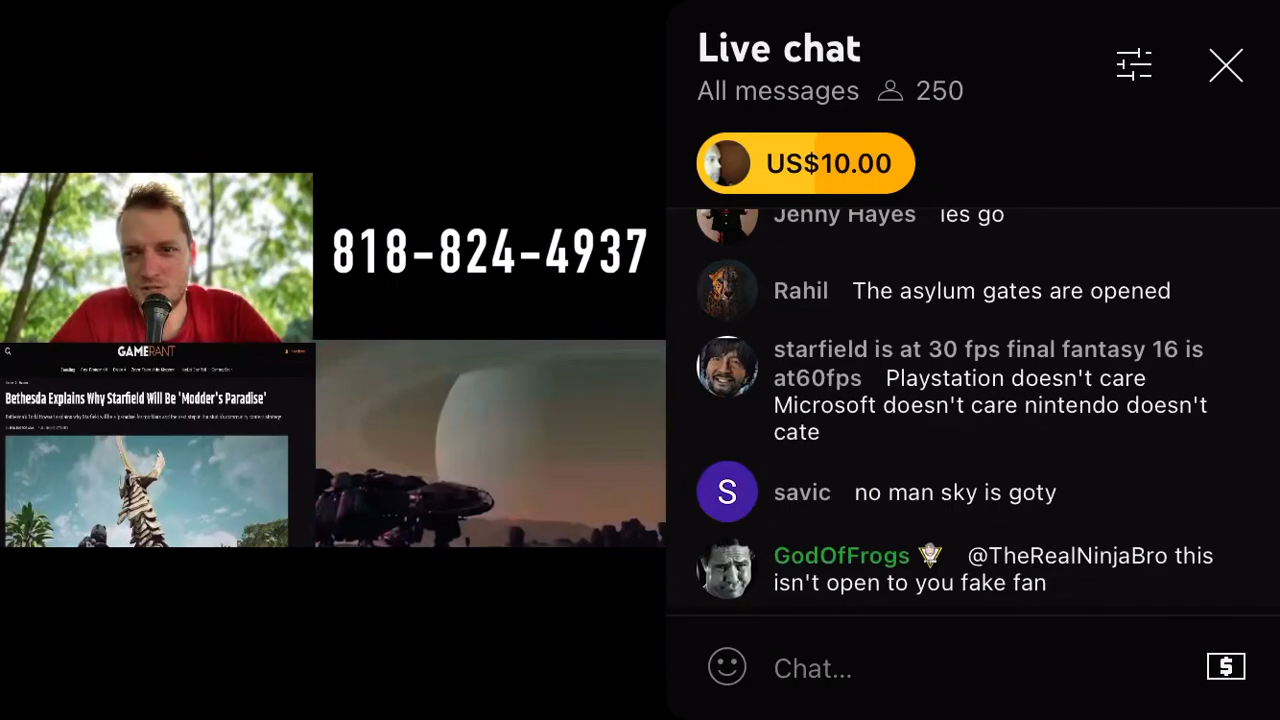 Live chat
All messages 250
US$10.00
818-824-4937
GAMERANT
Bethesda Explains Why Starfield Will Be 'Modder's Paradise'
Jenny Hayes les go
Rahil The asylum gates are opened
starfield is at 30 fps final fantasy 16 is
at60fps Playstation doesn't care
Microsoft doesn't care nintendo doesn't
cate
S savic no man sky is goty
GodOfFrogs @TheRealNinjaBro this
isn't open to you fake fan
Chat...
$